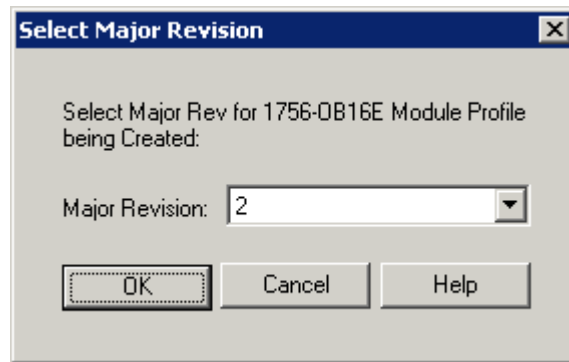 Select Major Revision
Select Major Rev for 1756-OB16E Module Profile
being Created:
Major Revision: 2
OK Cancel Help